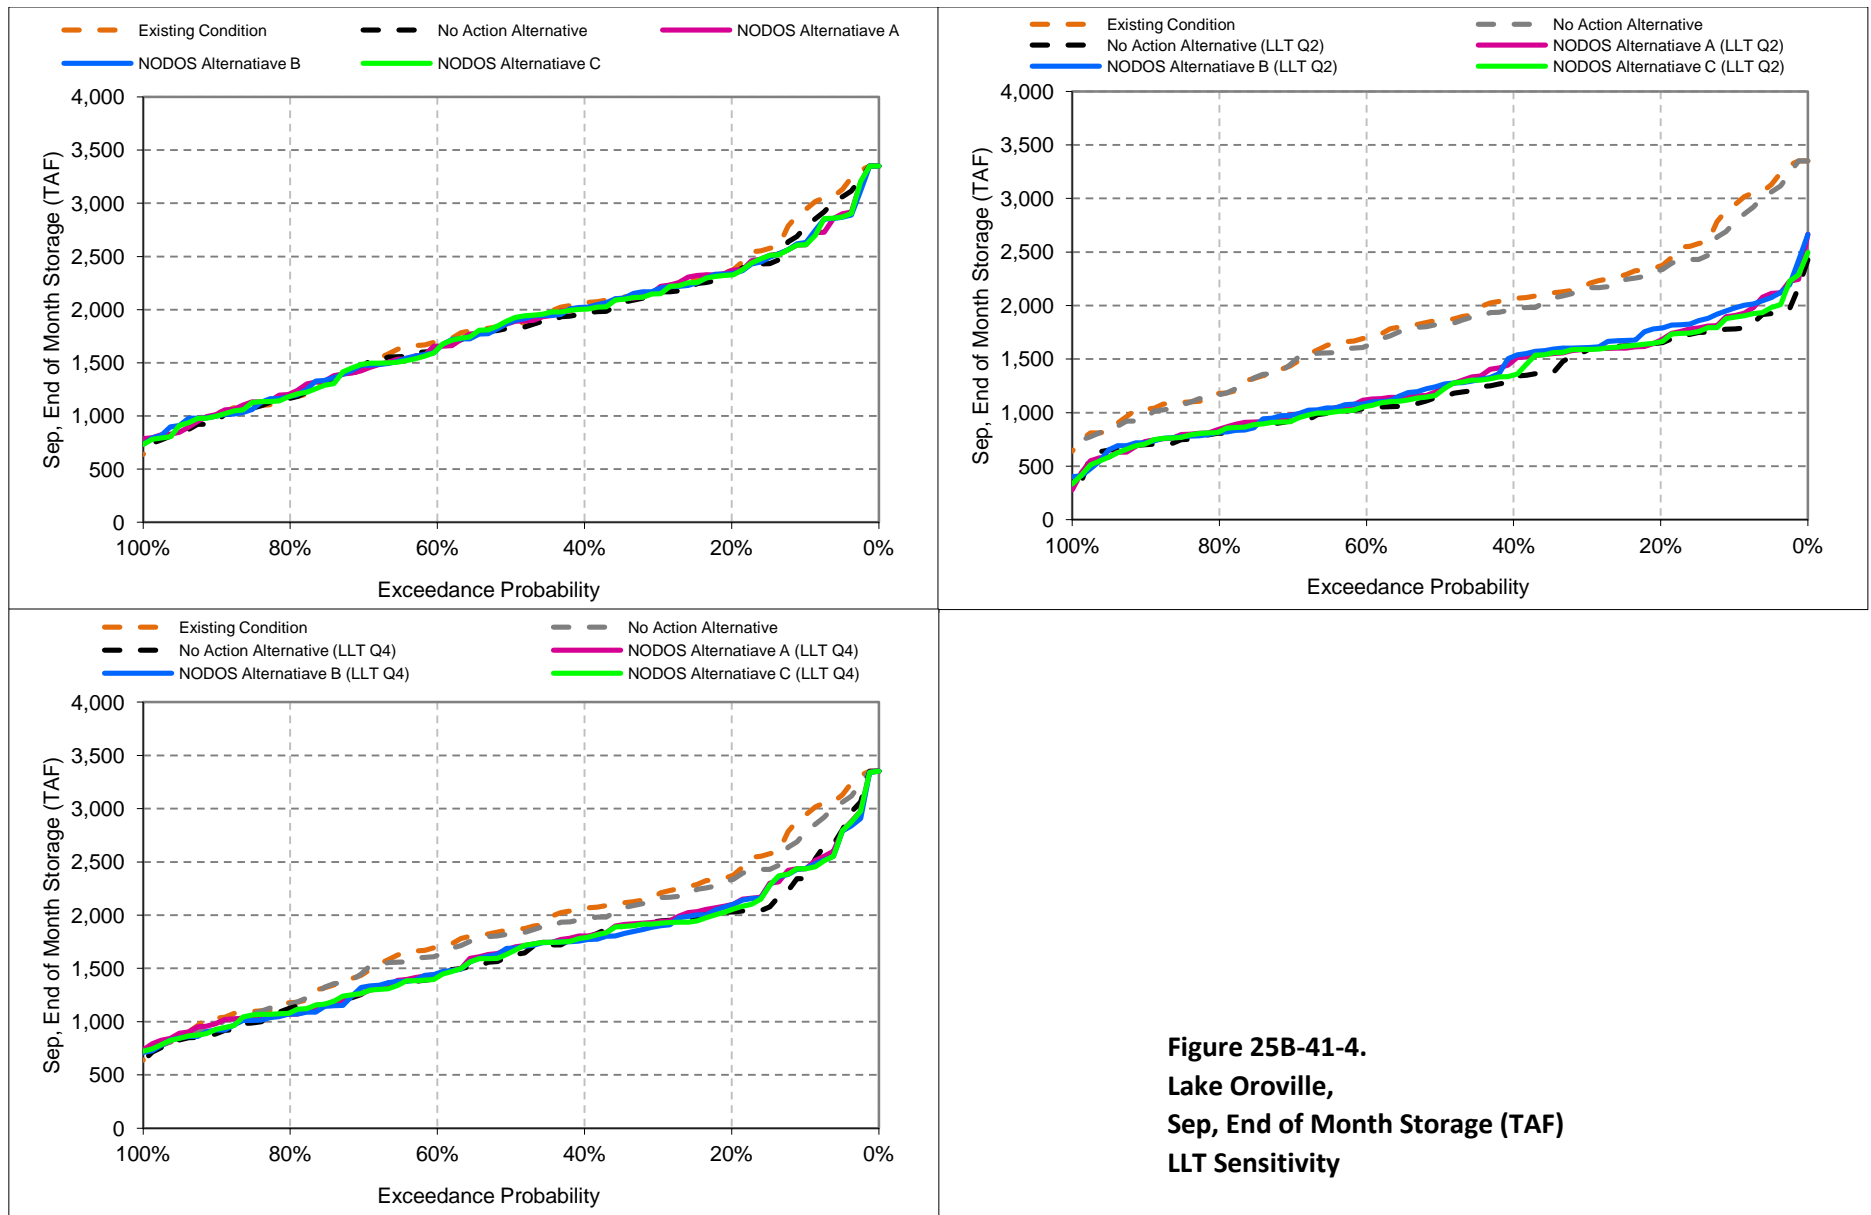 Existing Condition
No Action Alternative
NODOS Alternatiave A
NODOS Alternatiave B
NODOS Alternatiave C
4,000
3,500
3,000
2,500
2,000
1,500
1,000
500
0
Sep, End of Month Storage (TAF)
100% 80% 60% 40% 20% 0%
Exceedance Probability
Existing Condition
No Action Alternative
No Action Alternative (LLT Q2)
NODOS Alternatiave A (LLT Q2)
NODOS Alternatiave B (LLT Q2)
NODOS Alternatiave C (LLT Q2)
4,000
3,500
3,000
2,500
2,000
1,500
1,000
500
0
Sep, End of Month Storage (TAF)
100% 80% 60% 40% 20% 0%
Exceedance Probability
Existing Condition
No Action Alternative
No Action Alternative (LLT Q4)
NODOS Alternatiave A (LLT Q4)
NODOS Alternatiave B (LLT Q4)
NODOS Alternatiave C (LLT Q4)
4,000
3,500
3,000
2,500
2,000
1,500
1,000
500
0
Sep, End of Month Storage (TAF)
100% 80% 60% 40% 20% 0%
Exceedance Probability
Figure 25B-41-4.
Lake Oroville,
Sep, End of Month Storage (TAF)
LLT Sensitivity